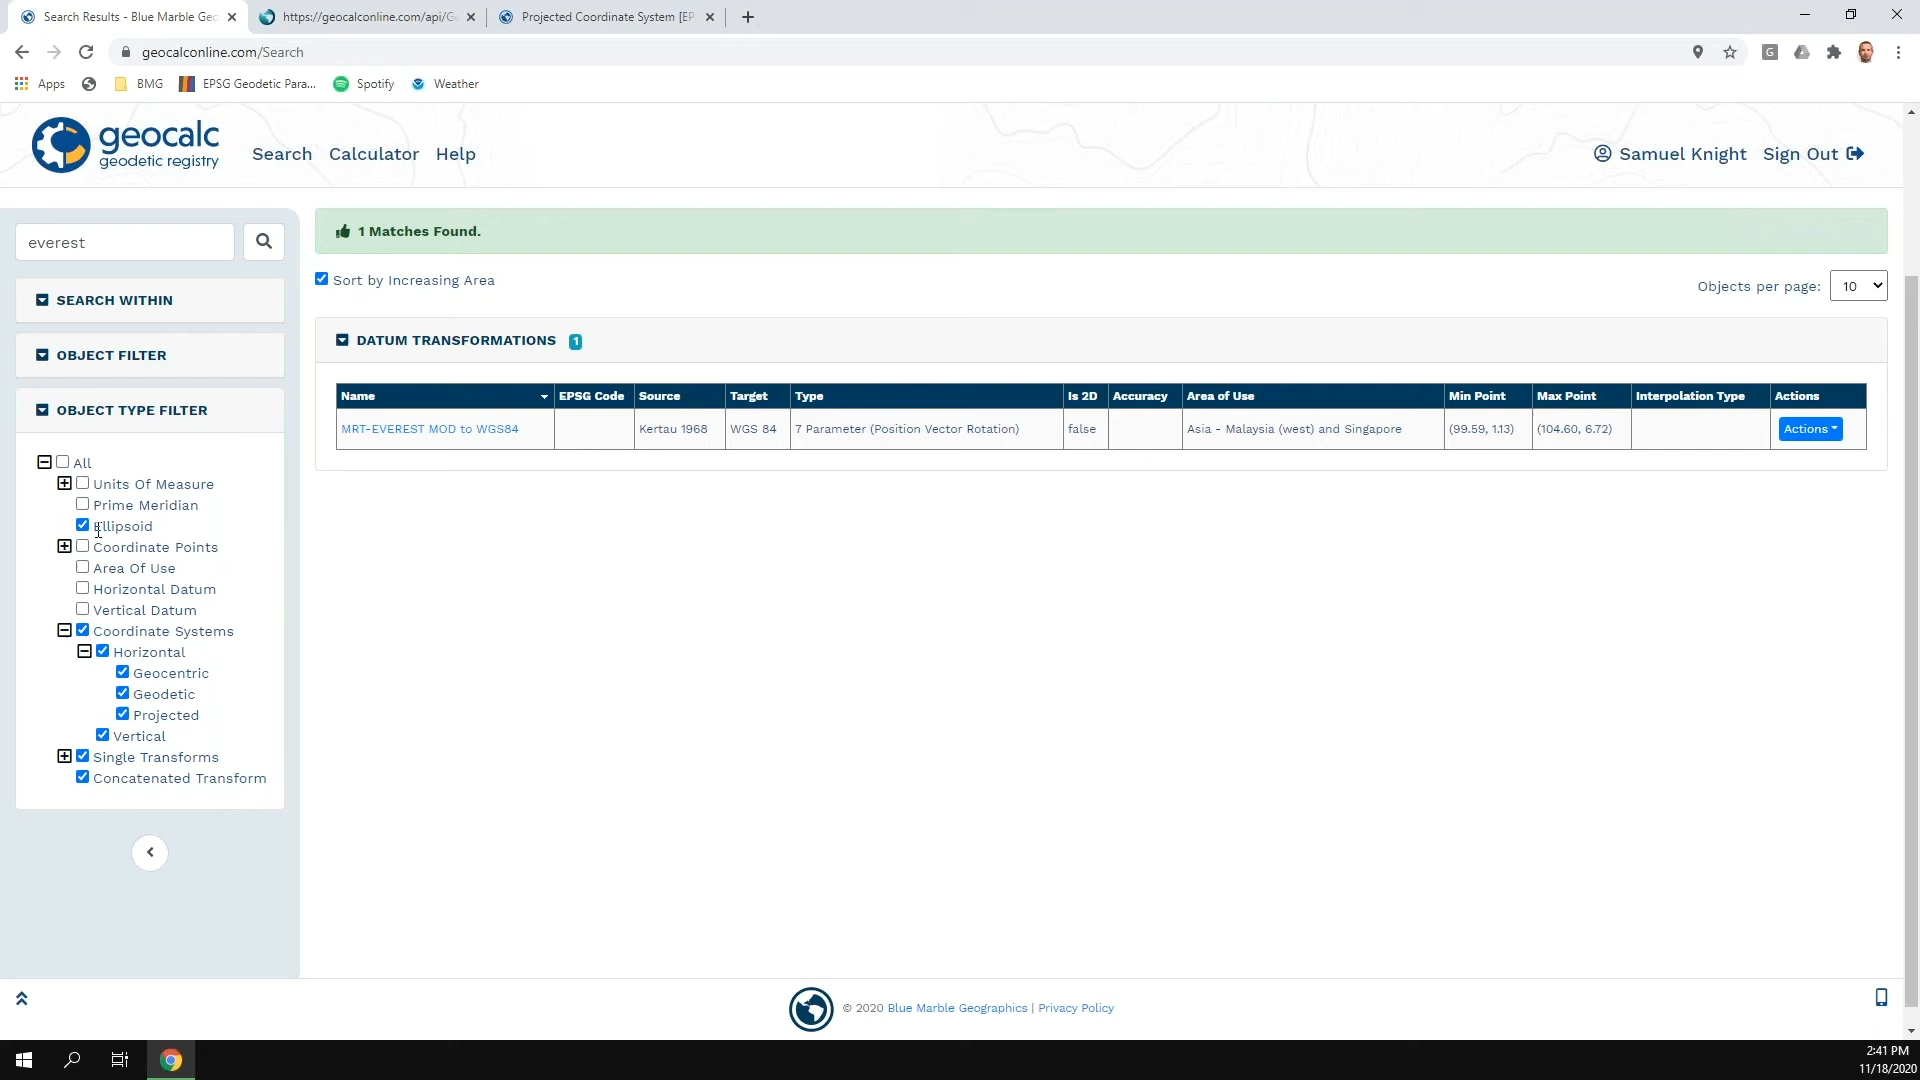 Search Results - Blue Marble Geo
https://geocalconline.com/api/Ge
Projected Coordinate System [EP
geocalconline.com/Search
Apps
BMG
EPSG Geodetic Para...
Spotify
Weather
geocalc
geodetic registry
Search
Calculator
Help
Samuel Knight
Sign Out
everest
SEARCH WITHIN
OBJECT FILTER
OBJECT TYPE FILTER
All
Units Of Measure
Prime Meridian
Ellipsoid
Coordinate Points
Area Of Use
Horizontal Datum
Vertical Datum
Coordinate Systems
Horizontal
Geocentric
Geodetic
Projected
Vertical
Single Transforms
Concatenated Transform
1 Matches Found.
Sort by Increasing Area
Objects per page: 10
DATUM TRANSFORMATIONS 1
Name EPSG Code Source Target Type Is 2D Accuracy Area of Use Min Point Max Point Interpolation Type Actions
MRT-EVEREST MOD to WGS84 Kertau 1968 WGS 84 7 Parameter (Position Vector Rotation) false Asia - Malaysia (west) and Singapore (99.59, 1.13) (104.60, 6.72) Actions
© 2020 Blue Marble Geographics | Privacy Policy
2:41 PM
11/18/2020